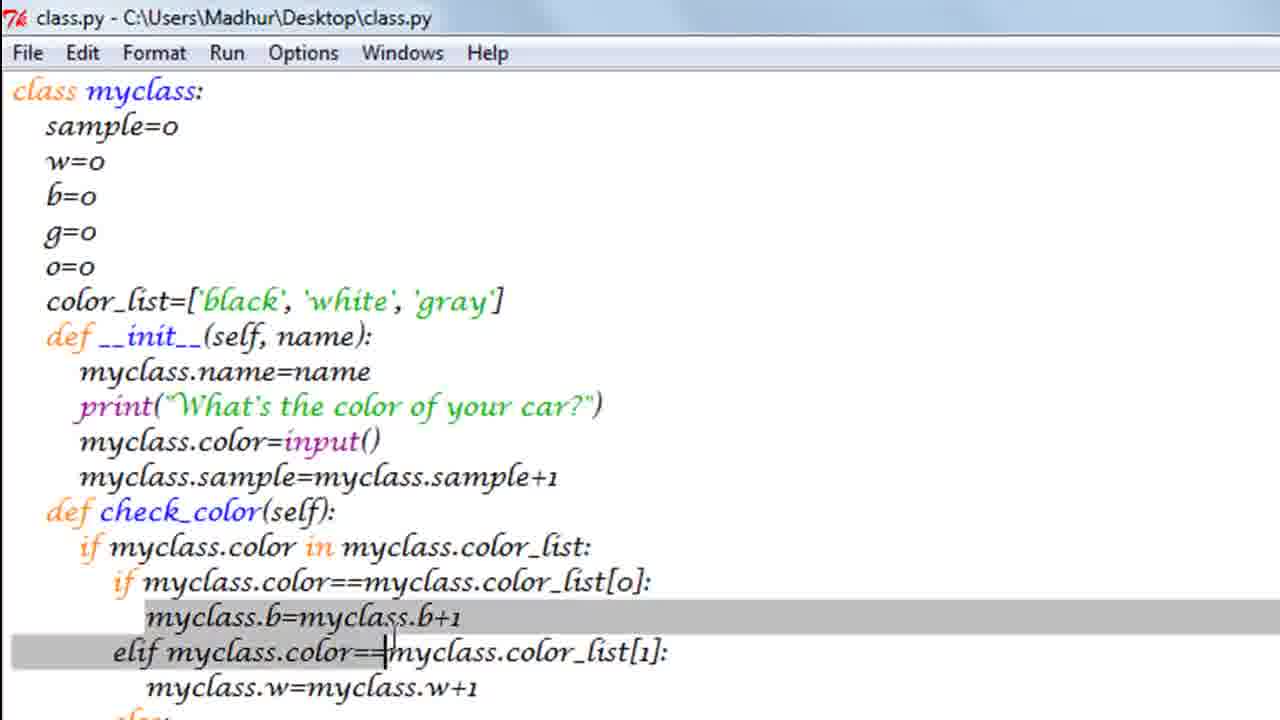 class.py - C:\Users\Madhur\Desktop\class.py
File Edit Format Run Options Windows Help
class myclass:
sample=0
w=0
b=0
g=0
o=0
color_list=['black', 'white', 'gray']
def __init__(self, name):
myclass.name=name
print("What's the color of your car?")
myclass.color=input()
myclass.sample=myclass.sample+1
def check_color(self):
if myclass.color in myclass.color_list:
if myclass.color==myclass.color_list[0]:
myclass.b=myclass.b+1
elif myclass.color==myclass.color_list[1]:
myclass.w=myclass.w+1
else: